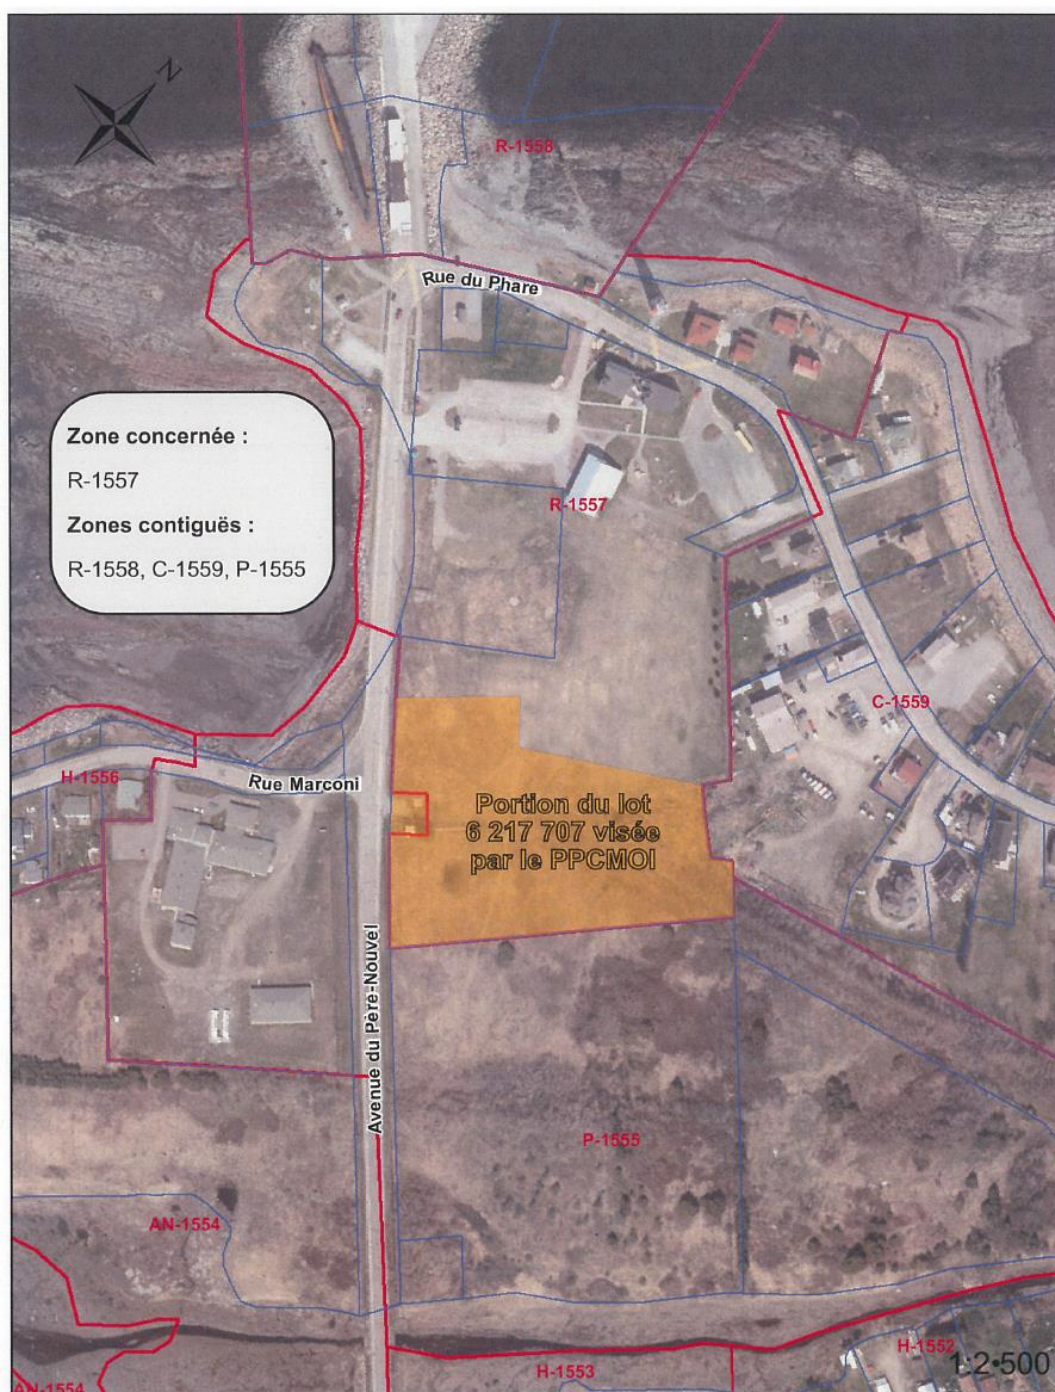 N
R-1558
Rue du Phare
Zone concernée :
R-1557
Zones contiguës :
R-1558, C-1559, P-1555
R-1557
C-1559
H-1556
Rue Marconi
Portion du lot
6 217 707 visée
par le PPCMOI
Avenue du Père-Nouvel
P-1555
AN-1554
H-1552
1:2•500
H-1553
AN-1554